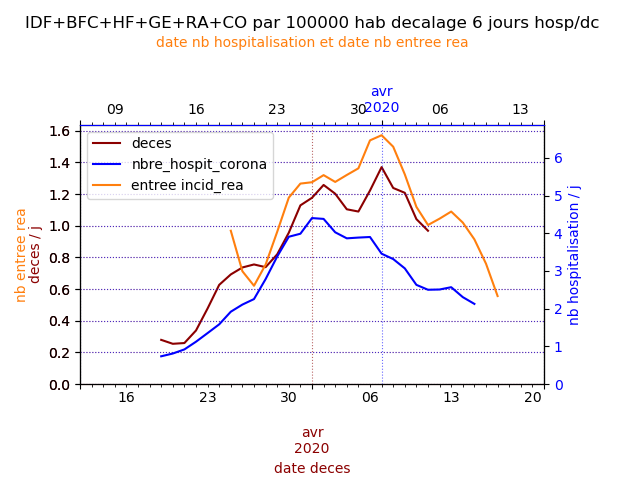 IDF+BFC+HF+GE+RA+CO par 100000 hab decalage 6 jours hosp/dc
date nb hospitalisation et date nb entree rea
avr
2020
09 16 23 30 06 13
deces
nbre_hospit_corona
entree incid_rea
1.6
1.4
1.2
1.0
0.8
0.6
0.4
0.2
0.0
nb entree rea
deces / j
6
5
4
3
2
1
0
nb hospitalisation / j
16 23 30 06 13 20
avr
2020
date deces